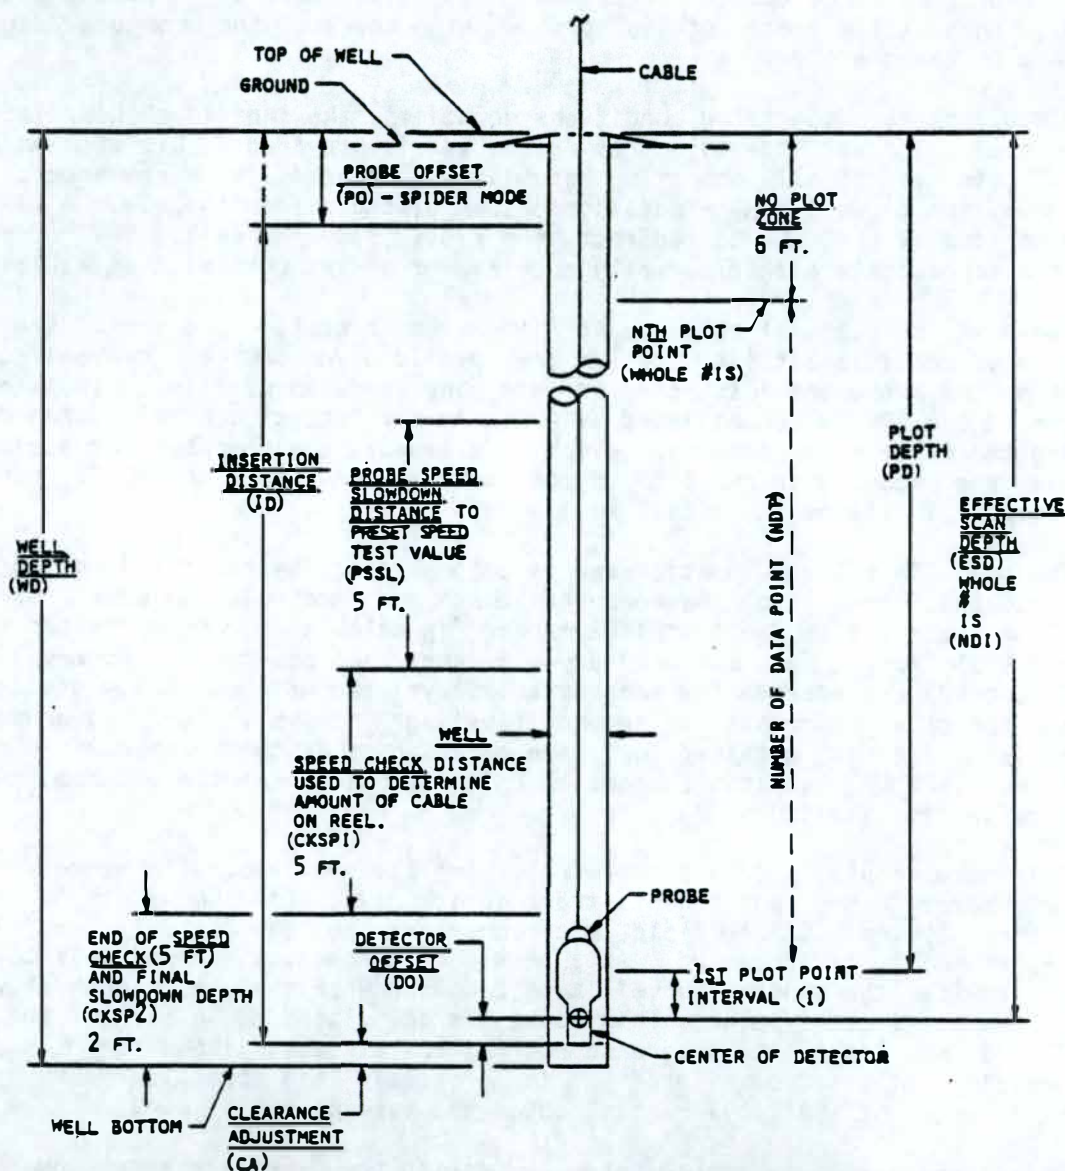 TOP OF WELL
GROUND
CABLE
PROBE OFFSET
(PO) - SPIDER MODE
NO PLOT
ZONE
6 FT.
NTH PLOT
POINT
(WHOLE #IS)
INSERTION
DISTANCE
(ID)
PROBE SPEED
SLOWDOWN
DISTANCE TO
PRESET SPEED
TEST VALUE
(PSSL)
5 FT.
PLOT
DEPTH
(PD)
EFFECTIVE
SCAN
DEPTH
(ESD)
WHOLE
#
IS
(NDI)
WELL
DEPTH
(WD)
NUMBER OF DATA POINT (NDT)
WELL
SPEED CHECK DISTANCE
USED TO DETERMINE
AMOUNT OF CABLE
ON REEL.
(CKSP1)
5 FT.
PROBE
END OF SPEED
CHECK (5 FT)
AND FINAL
SLOWDOWN DEPTH
(CKSP2)
2 FT.
DETECTOR
OFFSET
(DO)
1ST PLOT POINT
INTERVAL (I)
CENTER OF DETECTOR
WELL BOTTOM
CLEARANCE
ADJUSTMENT
(CA)